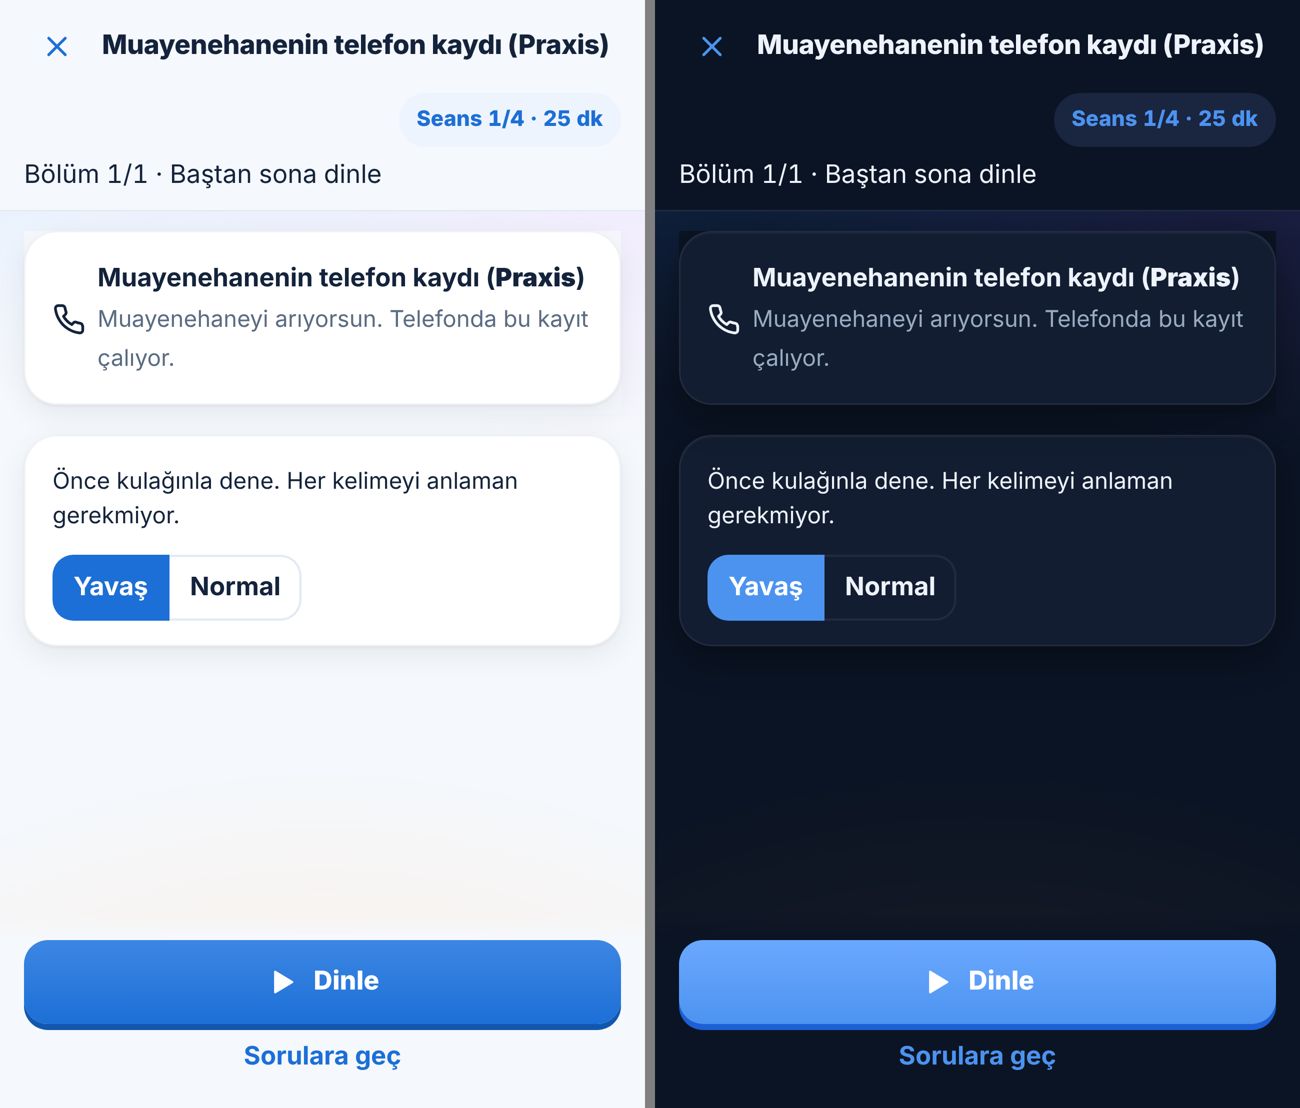 Muayenehanenin telefon kaydı (Praxis)
Seans 1/4 · 25 dk
Bölüm 1/1 · Baştan sona dinle
Muayenehanenin telefon kaydı (Praxis)
Muayenehaneyi arıyorsun. Telefonda bu kayıt
çalıyor.
Önce kulağınla dene. Her kelimeyi anlaman
gerekmiyor.
Yavaş Normal
Dinle
Sorulara geç
Muayenehanenin telefon kaydı (Praxis)
Seans 1/4 · 25 dk
Bölüm 1/1 · Baştan sona dinle
Muayenehanenin telefon kaydı (Praxis)
Muayenehaneyi arıyorsun. Telefonda bu kayıt
çalıyor.
Önce kulağınla dene. Her kelimeyi anlaman
gerekmiyor.
Yavaş Normal
Dinle
Sorulara geç